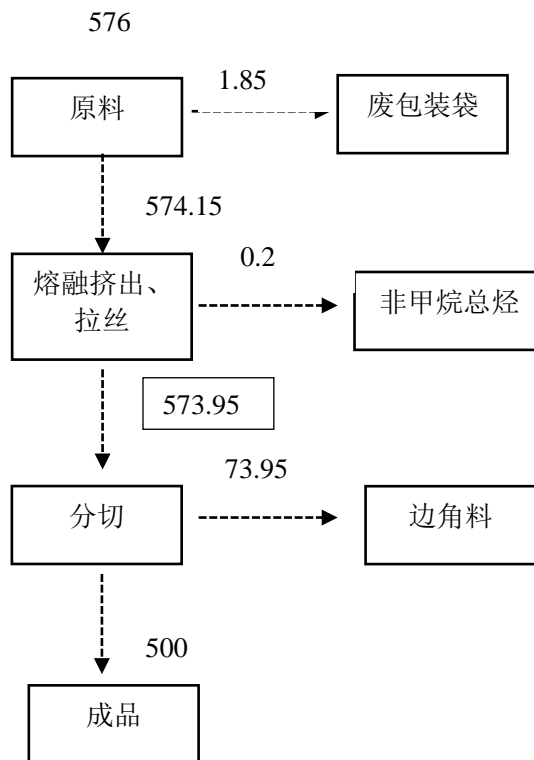 576
1.85
原料
废包装袋
574.15
0.2
熔融挤出、
拉丝
非甲烷总烃
573.95
73.95
分切
边角料
500
成品